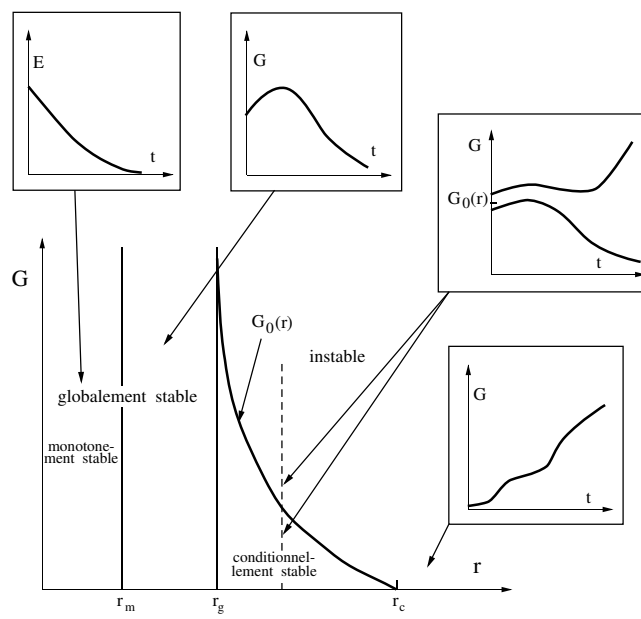 E
t
G
t
G
G₀(r)
t
G
G₀(r)
instable
globalement stable
monotone-
ment stable
G
t
conditionnel-
lement stable
r
r_m
r_g
r_c